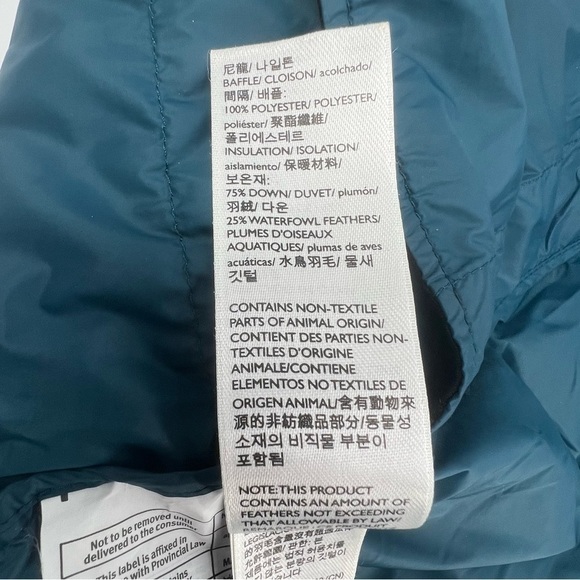 尼龍/ 나일론
BAFFLE/ CLOISON/ acolchado/
間隔/ 배플:
100% POLYESTER/ POLYESTER/
poliéster/ 聚酯纖維/
폴리에스테르
INSULATION/ ISOLATION/
aislamiento/ 保暖材料/
보온재:
75% DOWN/ DUVET/ plumón/
羽絨/ 다운
25% WATERFOWL FEATHERS/
PLUMES D'OISEAUX
AQUATIQUES/ plumas de aves
acuáticas/ 水鳥羽毛/ 물새
깃털
CONTAINS NON-TEXTILE
PARTS OF ANIMAL ORIGIN/
CONTIENT DES PARTIES NON-
TEXTILES D'ORIGINE
ANIMALE/CONTIENE
ELEMENTOS NO TEXTILES DE
ORIGEN ANIMAL/含有動物來
源的非紡織品部分/동물성
소재의 비직물 부분이
포함됨
NOTE:THIS PRODUCT
CONTAINS AN AMOUNT OF
FEATHERS NOT EXCEEDING
THAT ALLOWABLE BY LAW/
Not to be removed until
delivered to the Consumer
This label is affixed in
with Provincial Law